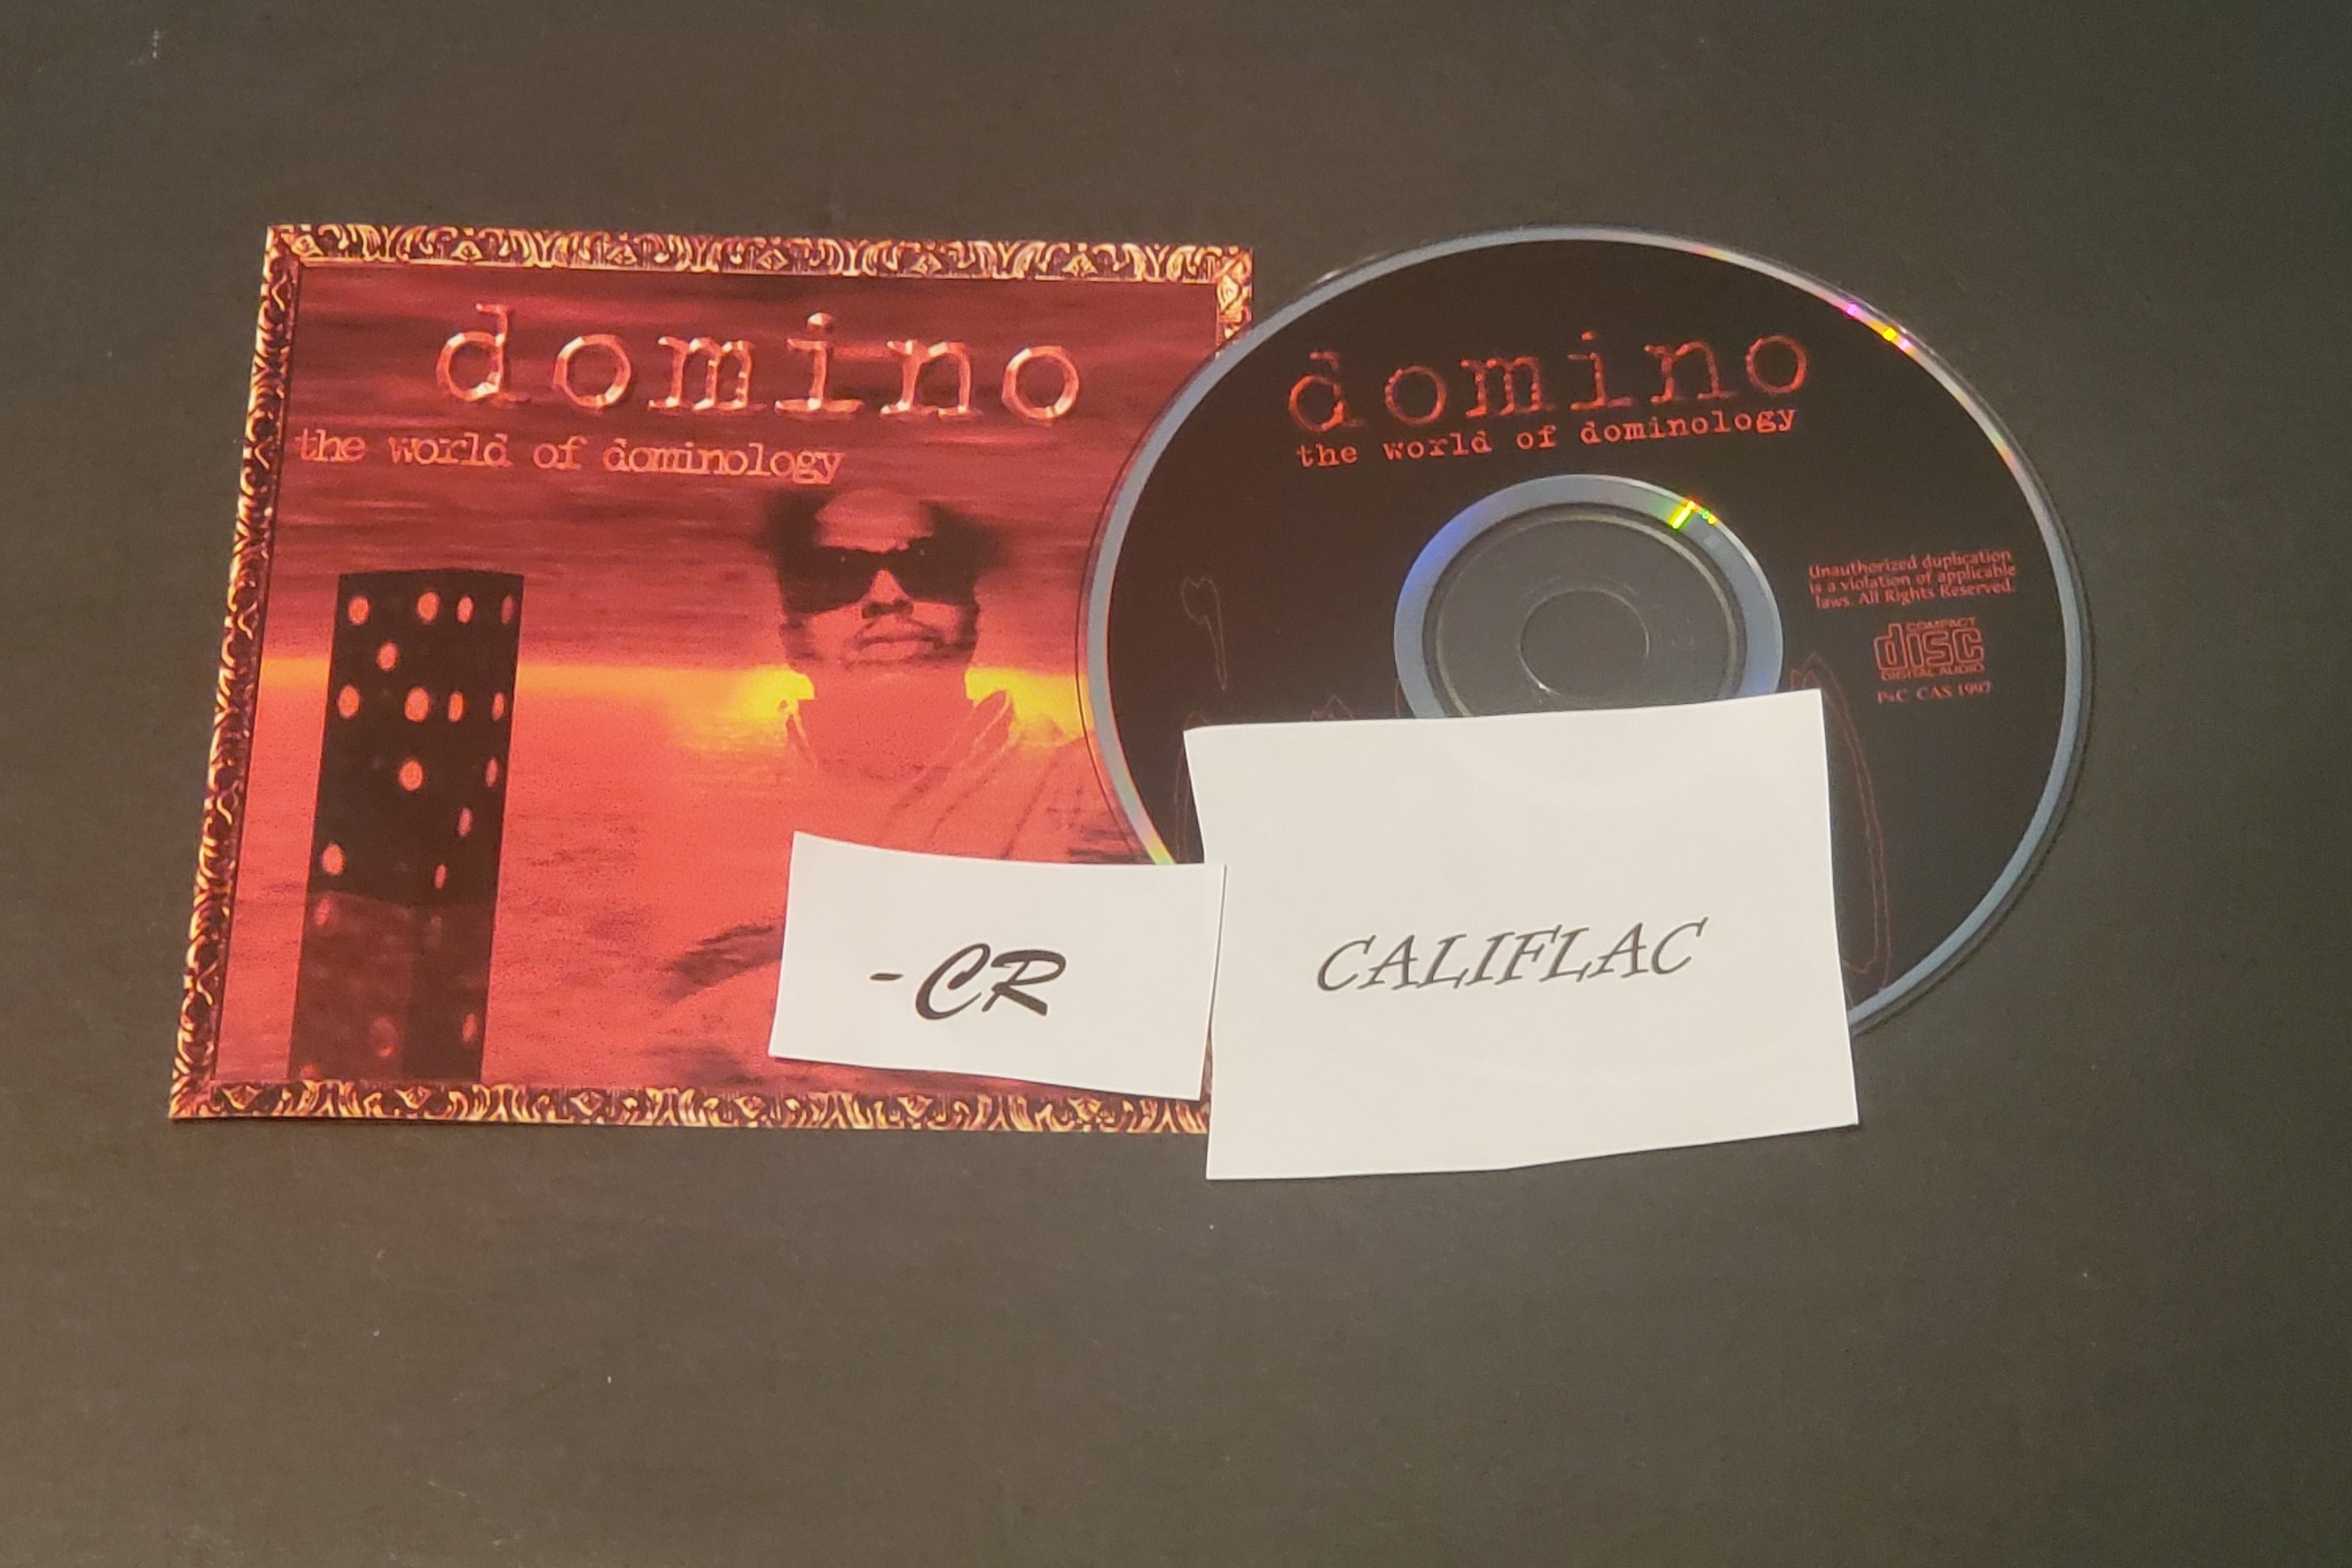 domino
the world of dominology
domino
the world of dominology
Unauthorized duplication
is a violation of applicable
laws. All Rights Reserved.
COMPACT
disc
DIGITAL AUDIO
P&C CAS 1997
-CR
CALIFLAC